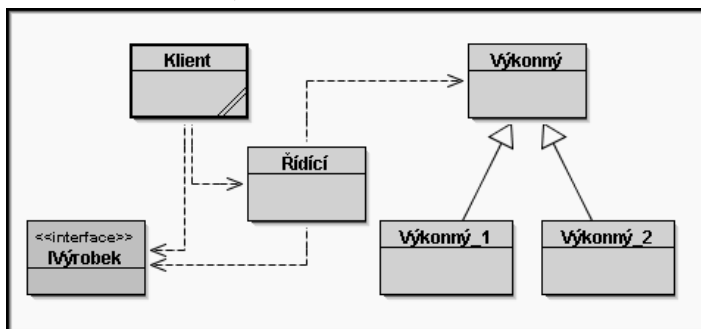 Klient
Výkonný
Řídící
<<interface>>
IVýrobek
Výkonný_1
Výkonný_2